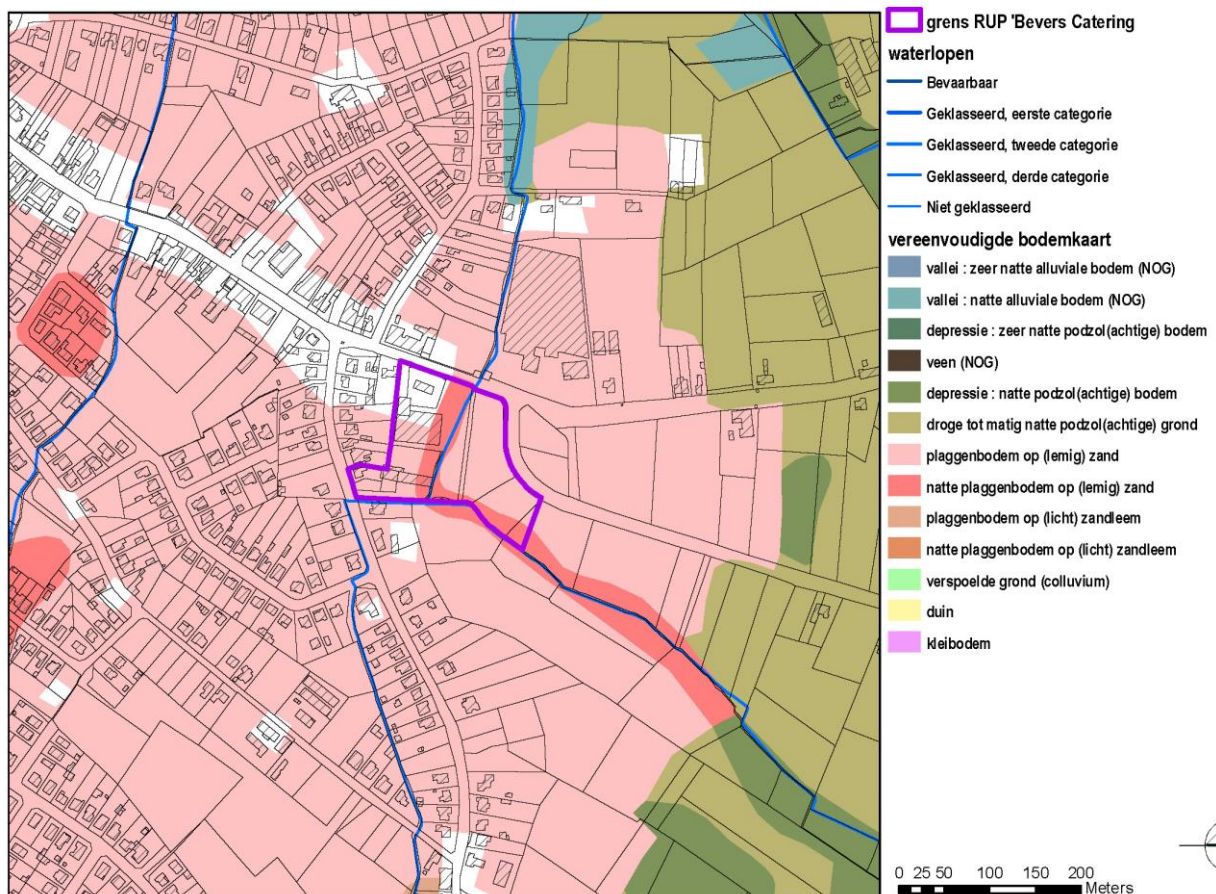 grens RUP 'Bevers Catering
waterlopen
Bevaarbaar
Geklasseerd, eerste categorie
Geklasseerd, tweede categorie
Geklasseerd, derde categorie
Niet geklasseerd
vereenvoudigde bodemkaart
vallei : zeer natte alluviale bodem (NOG)
vallei : natte alluviale bodem (NOG)
depressie : zeer natte podzol(achtige) bodem
veen (NOG)
depressie : natte podzol(achtige) bodem
droge tot matig natte podzol(achtige) grond
plaggenbodem op (lemig) zand
natte plaggenbodem op (lemig) zand
plaggenbodem op (licht) zandleem
natte plaggenbodem op (licht) zandleem
verspoelde grond (colluvium)
duin
kleibodem
0 25 50 100 150 200
Meters